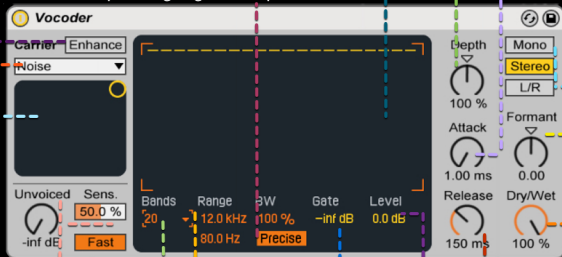 Vocoder
Carrier Enhance
Noise
Depth
100 %
Mono
Stereo
L/R
Attack
1.00 ms
Formant
0.00
Unvoiced Sens.
50.0 %
-inf dB
Fast
Bands Range BW Gate Level
20 12.0 kHz 100 % -inf dB 0.0 dB
80.0 Hz Precise
Release
150 ms
Dry/Wet
100 %